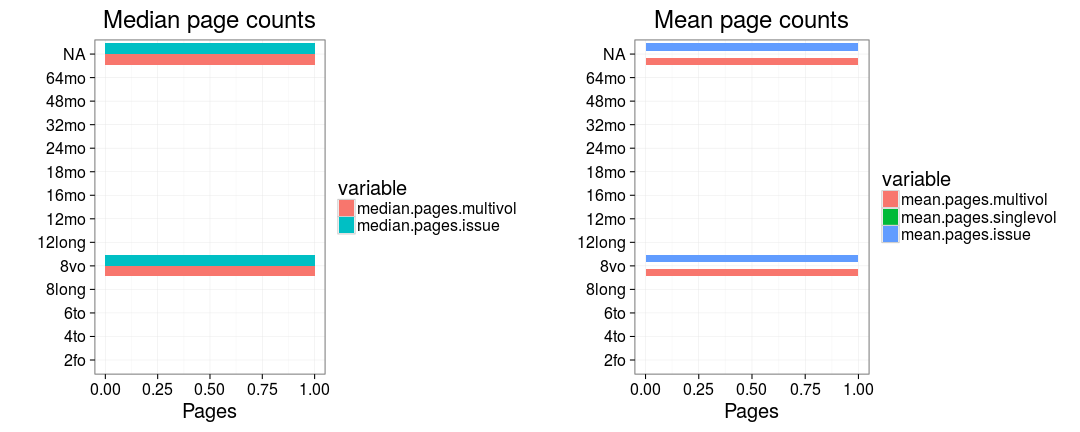 Median page counts
NA
64mo
48mo
32mo
24mo
18mo
16mo
12mo
12long
8vo
8long
6to
4to
2fo
0.00 0.25 0.50 0.75 1.00
Pages
variable
median.pages.multivol
median.pages.issue
Mean page counts
NA
64mo
48mo
32mo
24mo
18mo
16mo
12mo
12long
8vo
8long
6to
4to
2fo
0.00 0.25 0.50 0.75 1.00
Pages
variable
mean.pages.multivol
mean.pages.singlevol
mean.pages.issue